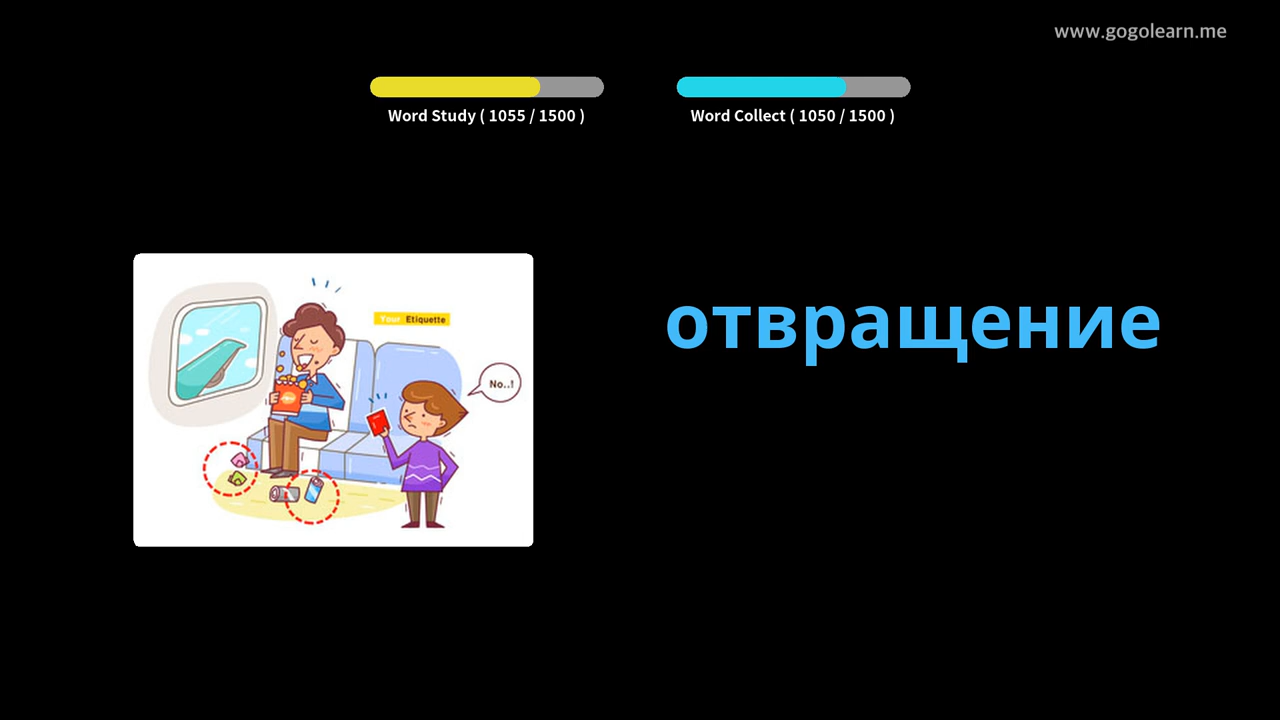 www.gogolearn.me
Word Study ( 1055 / 1500 )
Word Collect ( 1050 / 1500 )
Your Etiquette
No..!
отвращение